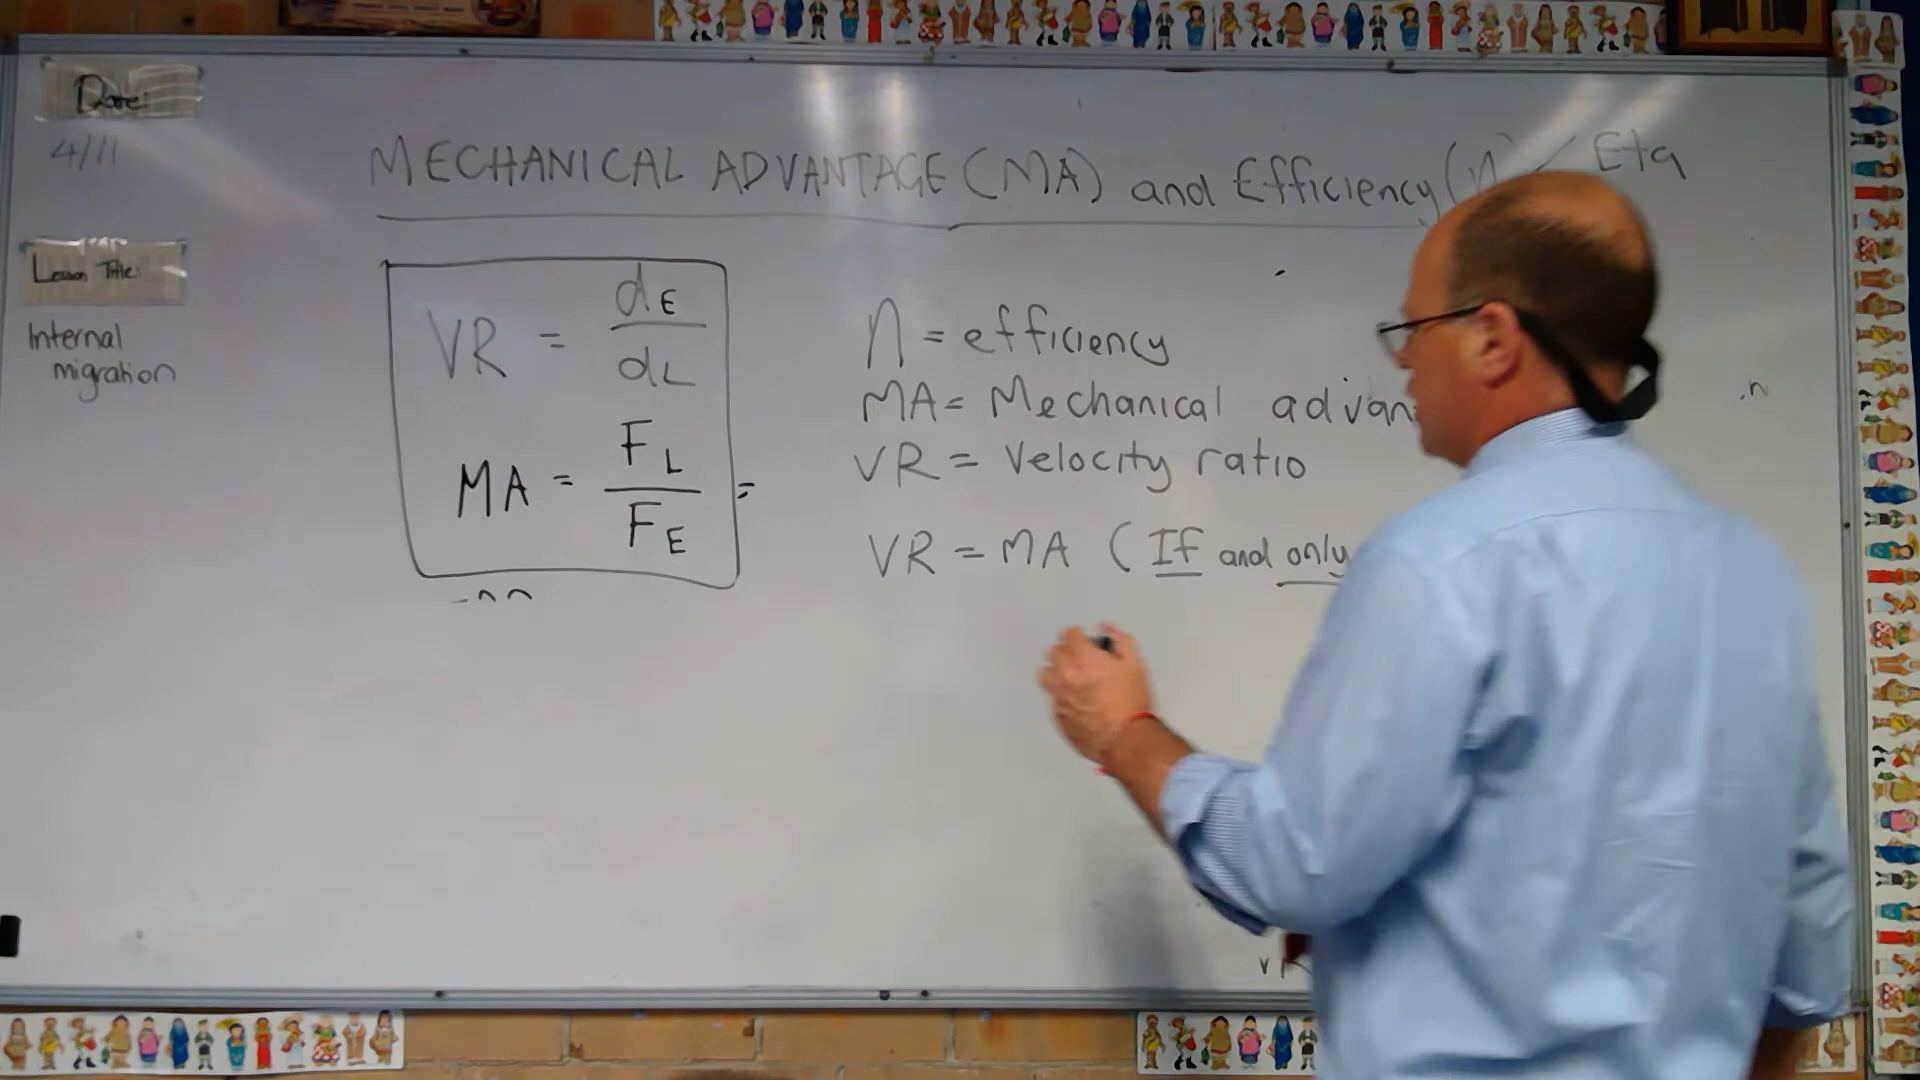 Date:
4/11
MECHANICAL ADVANTAGE (MA) and Efficiency (η) Eta
Lesson Title:
Internal
migration
VR = dE
dL
MA = FL =
FE
η = efficiency
MA = Mechanical advan
VR = Velocity ratio
VR = MA (If and only
VR